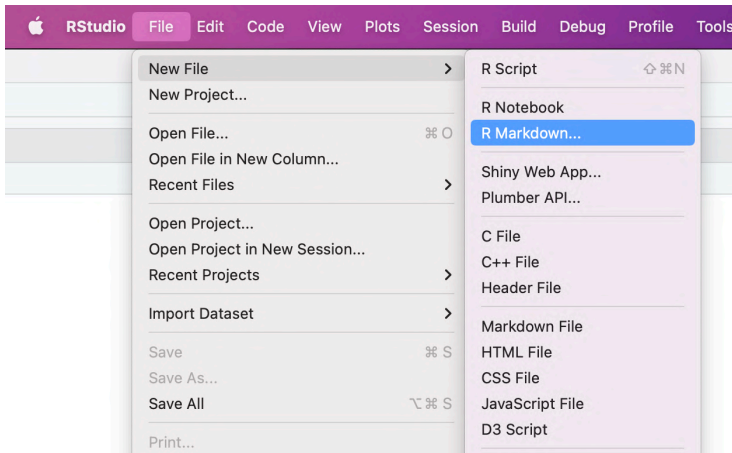 RStudio File Edit Code View Plots Session Build Debug Profile Tools
New File
New Project...
Open File... ⌘ O
Open File in New Column...
Recent Files
Open Project...
Open Project in New Session...
Recent Projects
Import Dataset
Save ⌘ S
Save As...
Save All ⌥ ⌘ S
Print...
R Script ⇧ ⌘ N
R Notebook
R Markdown...
Shiny Web App...
Plumber API...
C File
C++ File
Header File
Markdown File
HTML File
CSS File
JavaScript File
D3 Script